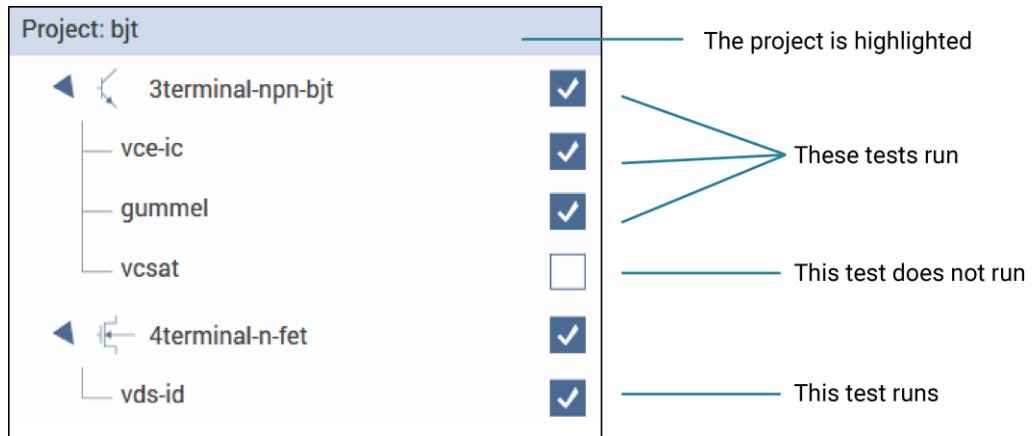 Project: bjt
The project is highlighted
3terminal-npn-bjt
vce-ic
These tests run
gummel
vcsat
This test does not run
4terminal-n-fet
vds-id
This test runs